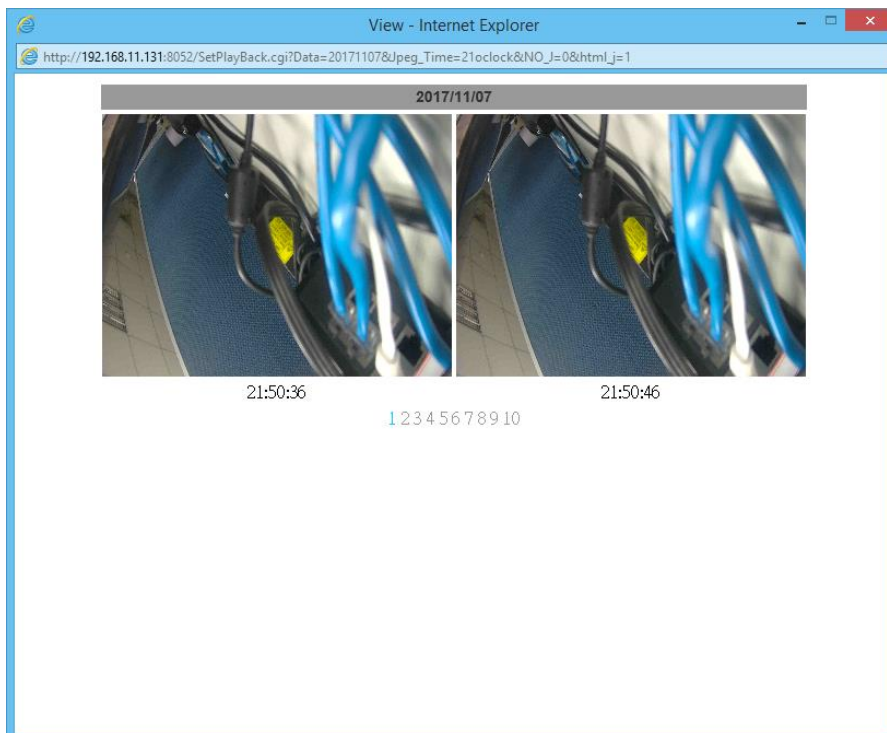 View - Internet Explorer
http://192.168.11.131:8052/SetPlayBack.cgi?Data=20171107&Jpeg_Time=21oclock&NO_J=0&html_j=1
2017/11/07
21:50:36 21:50:46
1 2 3 4 5 6 7 8 9 10